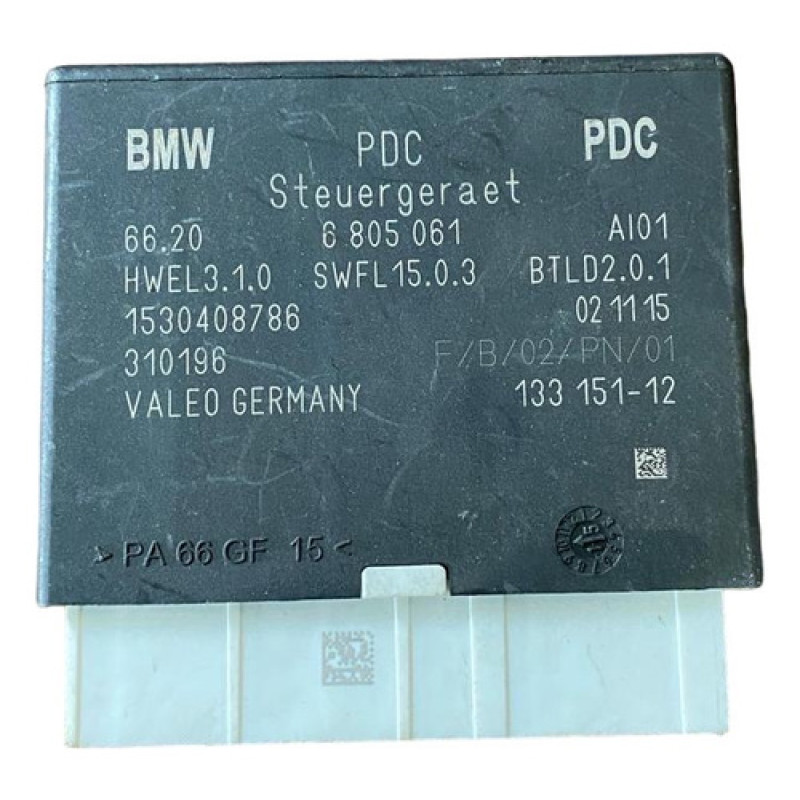 BMW PDC PDC
Steuergeraet
66.20 6 805 061 AI01
HWEL3.1.0 SWFL15.0.3 BTLD2.0.1
1530408786 02 11 15
310196 F/B/02/PN/01
VALEO GERMANY 133 151-12
> PA 66 GF 15 <